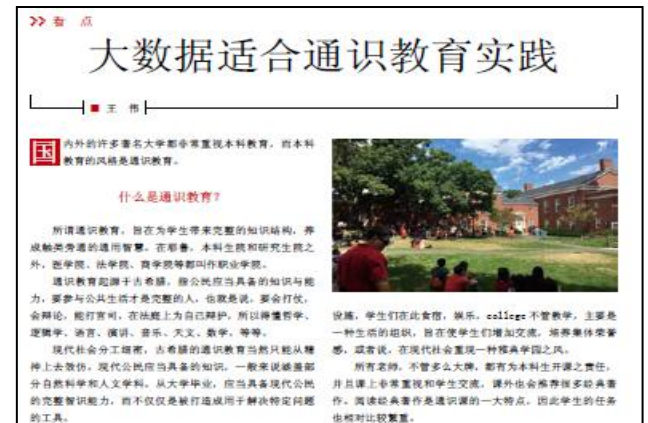 >> 看 点
大数据适合通识教育实践
■ 王 伟
国内外的许多著名大学都非常重视本科教育，而本科
教育的风格是通识教育。
什么是通识教育？
所谓通识教育，旨在为学生带来完整的知识结构，养
成触类旁通的通用智慧。在耶鲁，本科生院和研究生院之
外，医学院、法学院、商学院等都叫作职业学院。
通识教育起源于古希腊，指公民应当具备的知识与能
力，要参与公共生活才是完整的人，也就是说，要会打仗，
会辩论，能打官司，在法庭上为自己辩护，所以得懂哲学、
逻辑学、语言、演讲、音乐、天文、数学，等等。
现代社会分工细密，古希腊的通识教育当然只能从精
神上去效仿，现代公民应当具备的知识，一般来说涵盖部
分自然科学和人文学科。从大学毕业，应当具备现代公民
的完整智识能力，而不仅仅是被打造成用于解决特定问题
的工具。
设施，学生们在此食宿，娱乐。college 不管教学，主要是
一种生活的组织，旨在使学生们增加交流，培养集体荣誉
感，或者说，在现代社会重现一种雅典学园之风。
所有老师，不管多么大牌，都有为本科生开课之责任，
并且课上非常重视和学生交流，课外也会推荐很多经典著
作。阅读经典著作是通识课的一大特点，因此学生的任务
也相对比较繁重。